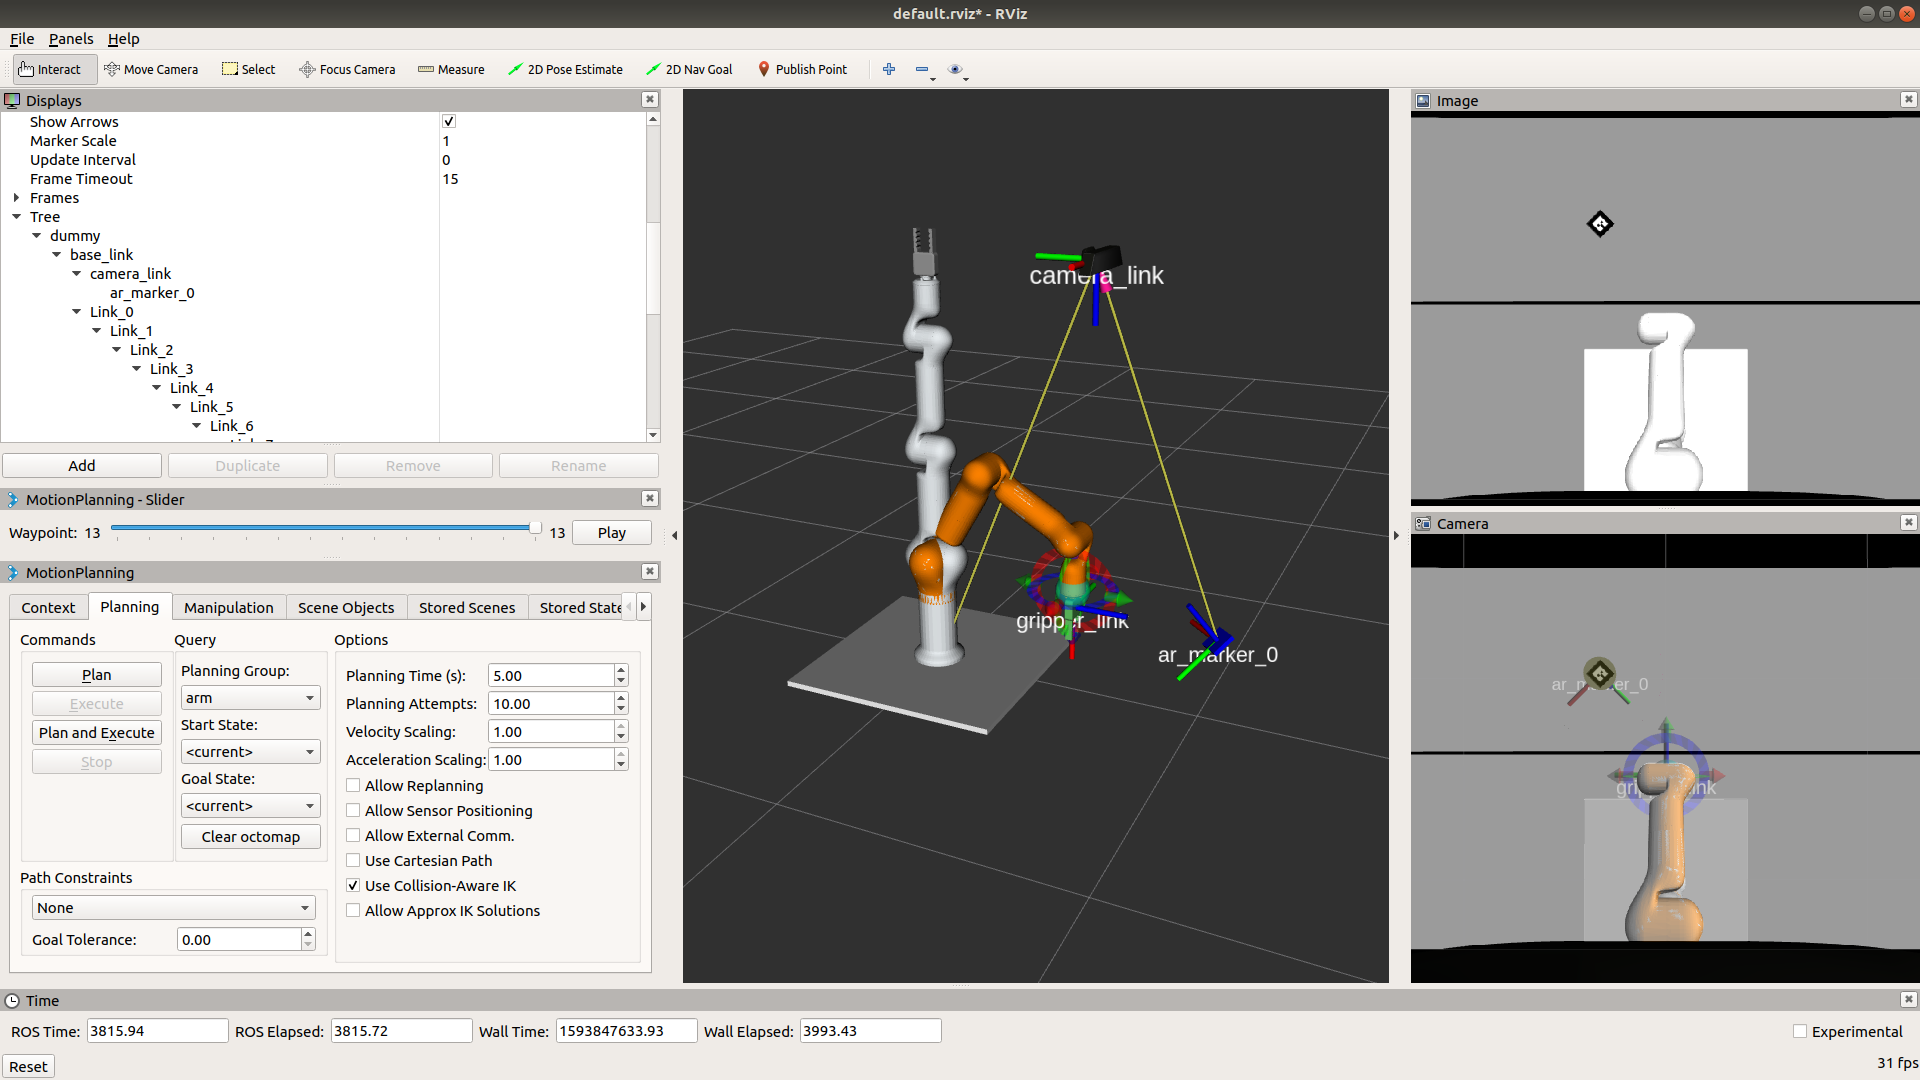 default.rviz* - RViz
File Panels Help
Interact Move Camera Select Focus Camera Measure 2D Pose Estimate 2D Nav Goal Publish Point
Displays
Show Arrows
Marker Scale 1
Update Interval 0
Frame Timeout 15
Frames
Tree
dummy
base_link
camera_link
ar_marker_0
Link_0
Link_1
Link_2
Link_3
Link_4
Link_5
Link_6
Add Duplicate Remove Rename
MotionPlanning - Slider
Waypoint: 13 13 Play
MotionPlanning
Context Planning Manipulation Scene Objects Stored Scenes Stored State
Commands Query Options
Plan
Execute
Plan and Execute
Stop
Planning Group:
arm
Start State:
<current>
Goal State:
<current>
Clear octomap
Planning Time (s): 5.00
Planning Attempts: 10.00
Velocity Scaling: 1.00
Acceleration Scaling: 1.00
Allow Replanning
Allow Sensor Positioning
Allow External Comm.
Use Cartesian Path
Use Collision-Aware IK
Allow Approx IK Solutions
Path Constraints
None
Goal Tolerance: 0.00
camera_link
gripper_link
ar_marker_0
Image
Camera
ar_marker_0
gripper_link
Time
ROS Time: 3815.94 ROS Elapsed: 3815.72 Wall Time: 1593847633.93 Wall Elapsed: 3993.43 Experimental
Reset 31 fps